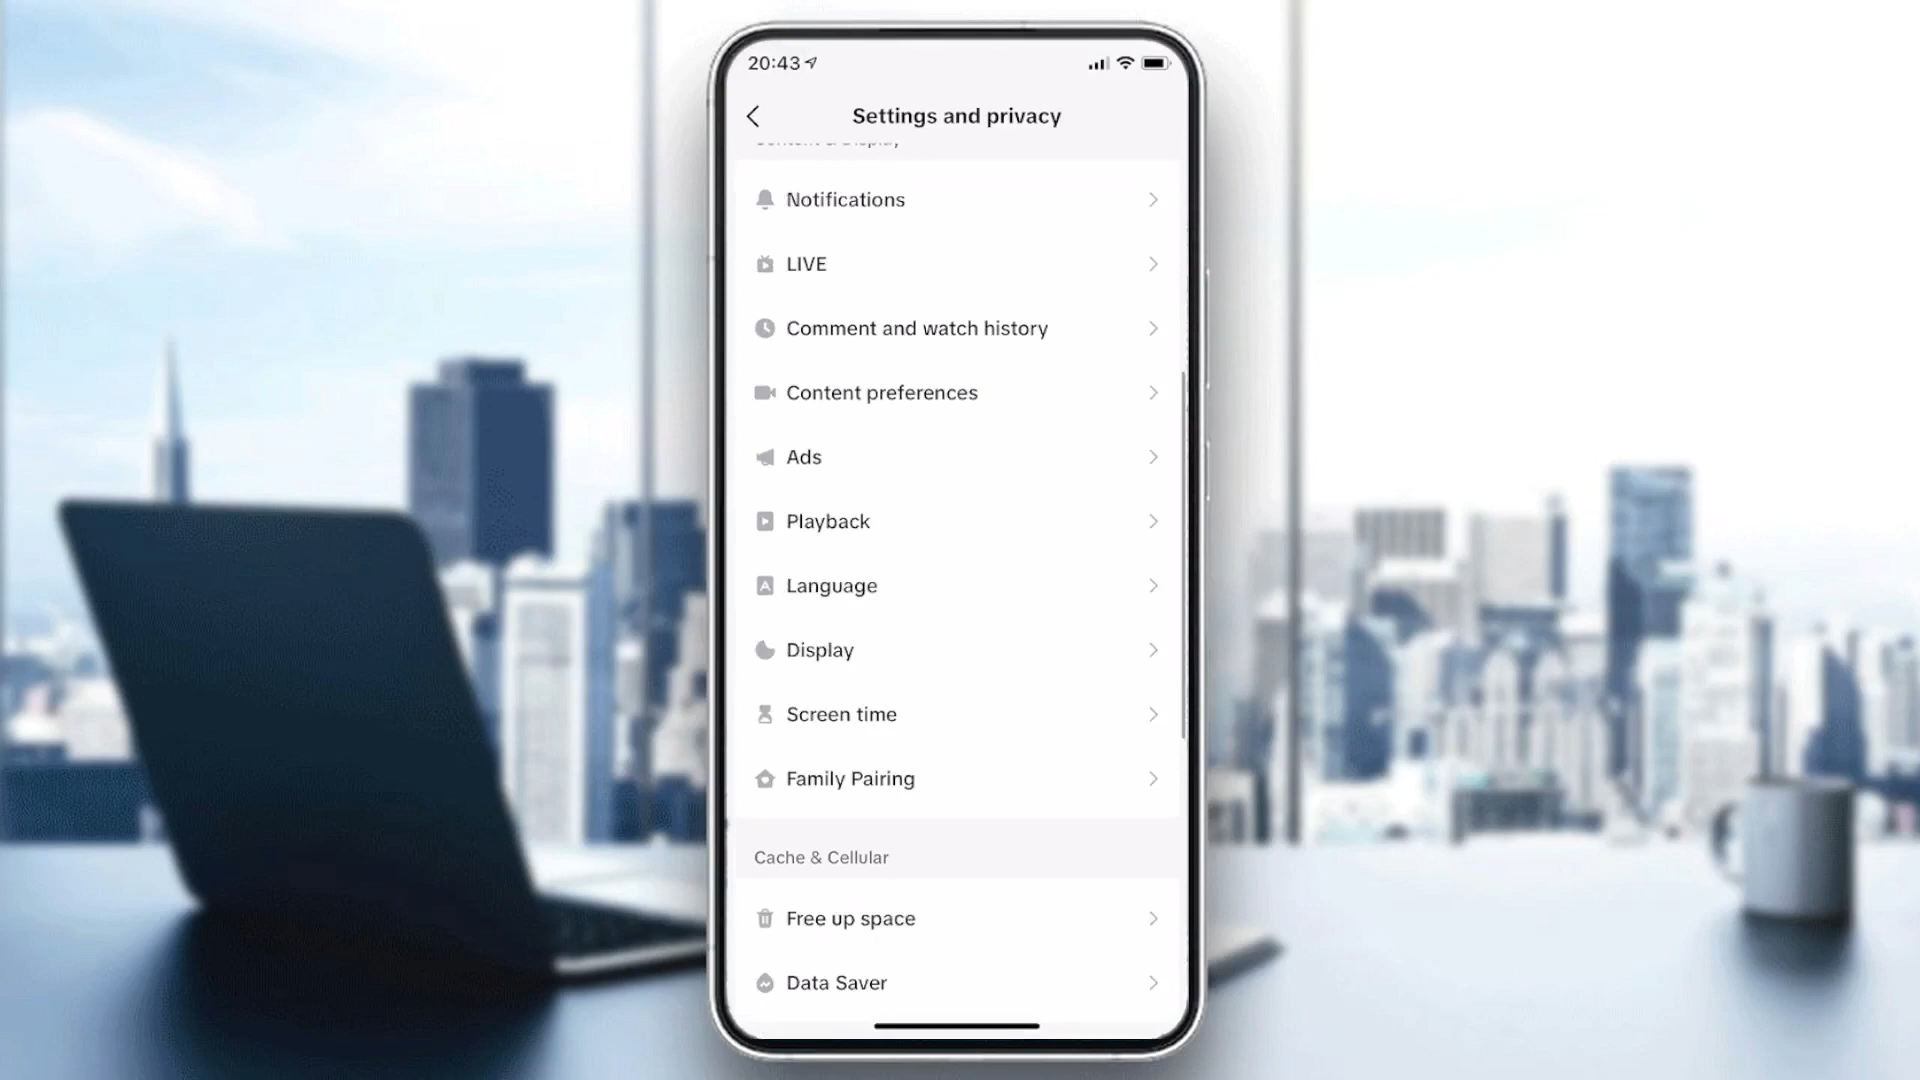 20:43
Settings and privacy
Notifications
LIVE
Comment and watch history
Content preferences
Ads
Playback
Language
Display
Screen time
Family Pairing
Cache & Cellular
Free up space
Data Saver